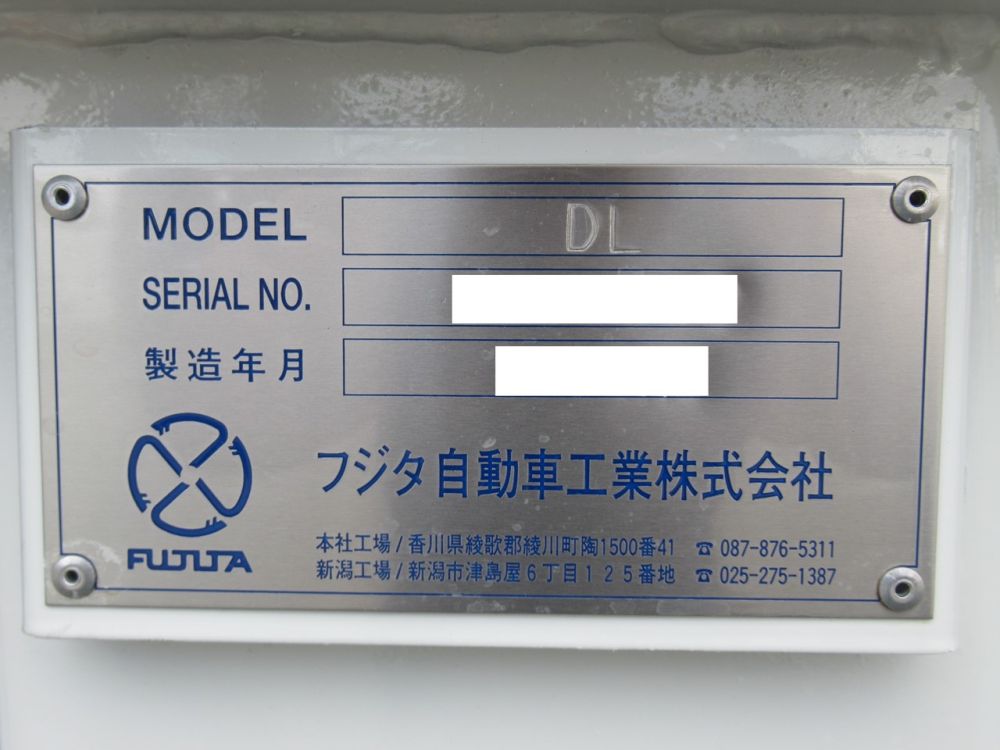 MODEL DL
SERIAL NO.
製造年月
フジタ自動車工業株式会社
FUJITA
本社工場/香川県綾歌郡綾川町陶1500番41 ☎ 087-876-5311
新潟工場/新潟市津島屋6丁目125番地 ☎ 025-275-1387